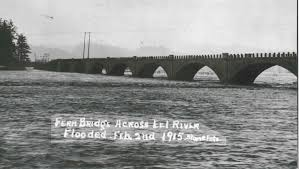 Fern Bridge Across Eel River
Flooded Feb. 2nd 1915.